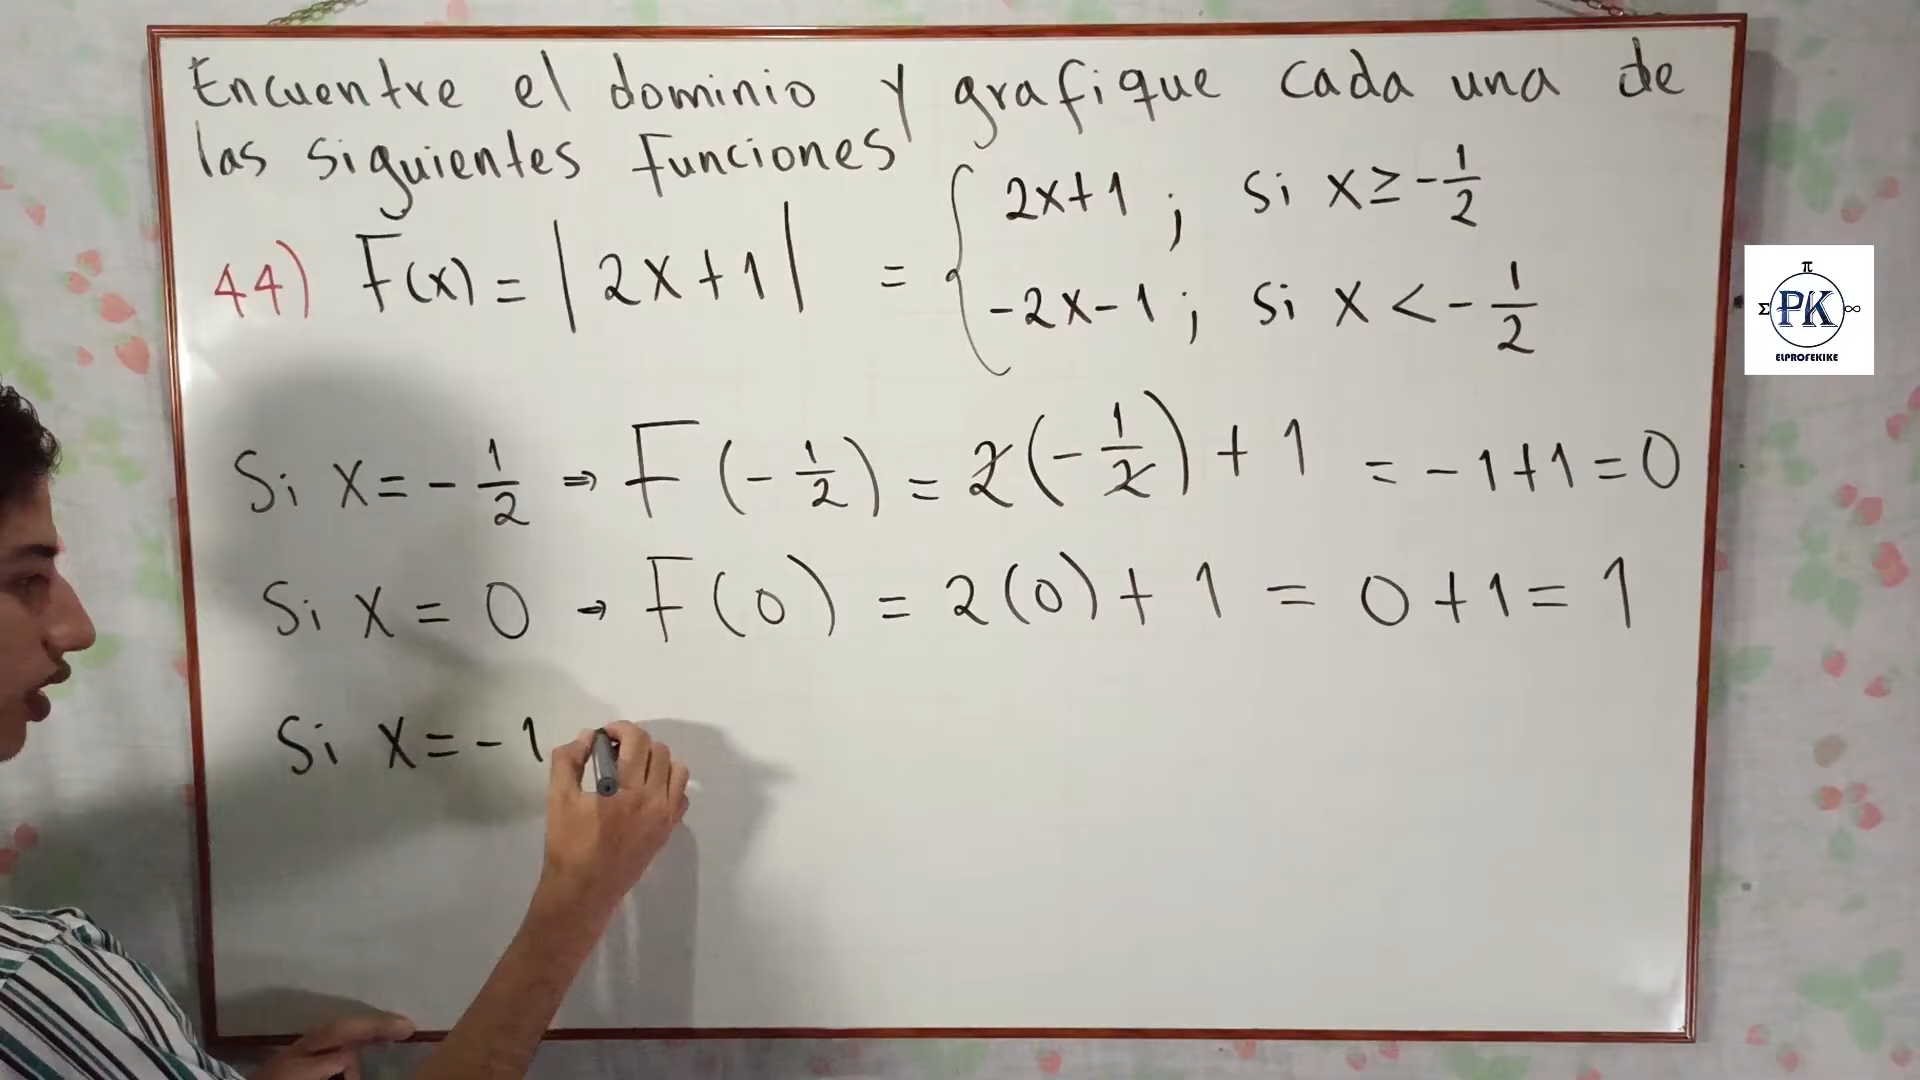 Encuentre el dominio y grafique cada una de
las siguientes funciones
44) F(x) = |2x+1| = { 2x+1 ; si x ≥ -1/2
-2x-1 ; si x < -1/2
Si x = -1/2 ⇒ F(-1/2) = 2(-1/2) + 1 = -1+1=0
Si x = 0 → F(0) = 2(0) + 1 = 0+1 = 1
Si x = -1
π
Σ PK ∞
ELPROFEKIKE